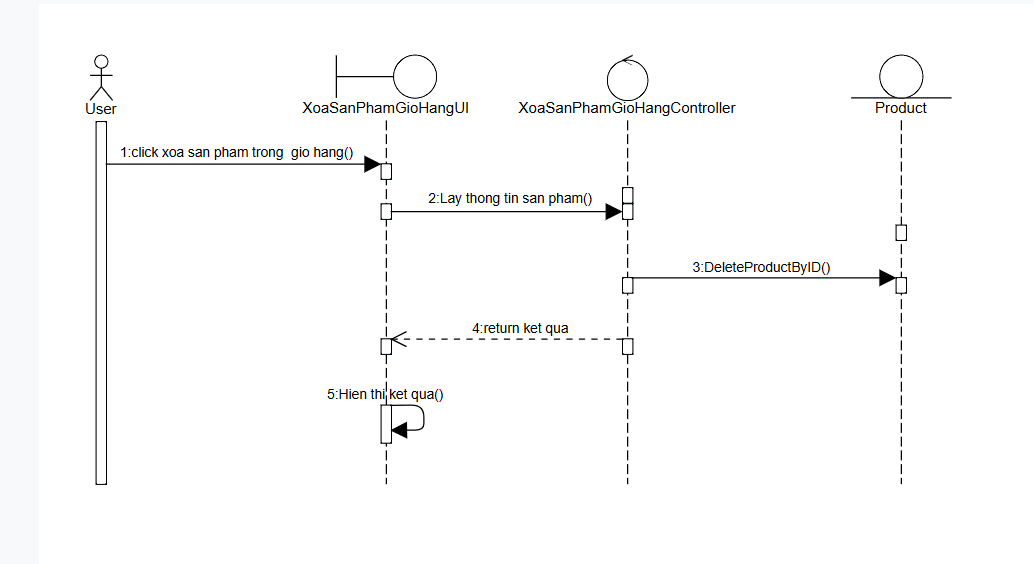 User
XoaSanPhamGioHangUI
XoaSanPhamGioHangController
Product
1:click xoa san pham trong  gio hang()
2:Lay thong tin san pham()
3:DeleteProductByID()
4:return ket qua
5:Hien thi ket qua()